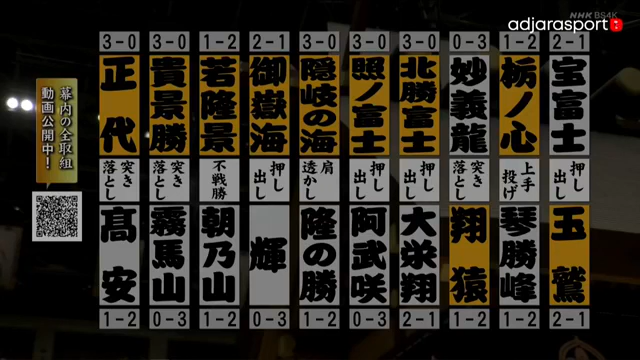 NHK BS4K
adjarasport
2-1
宝富士
押し出し
玉鷲
2-1
1-2
栃ノ心
上手投げ
琴勝峰
1-2
0-3
妙義龍
突き落とし
翔猿
1-2
3-0
北勝富士
押し出し
大栄翔
2-1
3-0
照ノ富士
押し出し
阿武咲
0-3
3-0
隠岐の海
肩透かし
隆の勝
1-2
2-1
御嶽海
押し出し
輝
0-3
1-2
若隆景
不戦勝
朝乃山
1-2
3-0
貴景勝
突き落とし
霧馬山
0-3
3-0
正代
突き落とし
髙安
1-2
幕内の全取組
動画公開中！